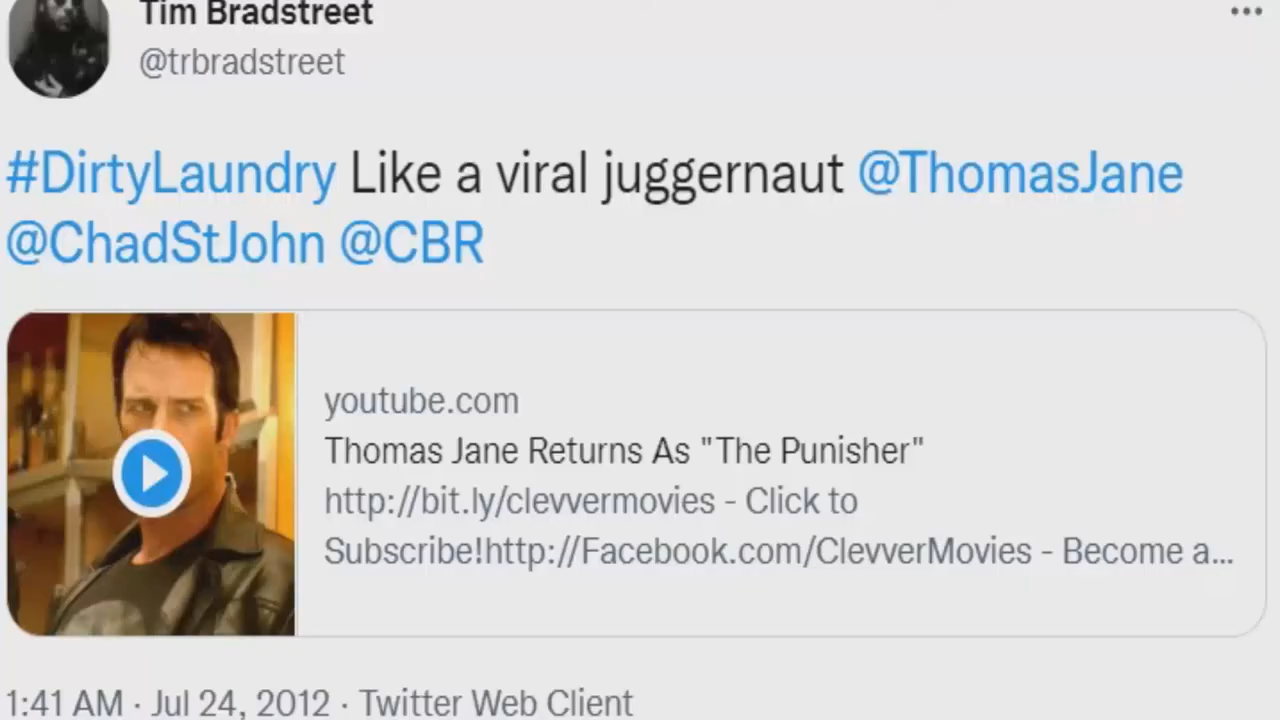 Tim Bradstreet
@trbradstreet
#DirtyLaundry Like a viral juggernaut @ThomasJane
@ChadStJohn @CBR
youtube.com
Thomas Jane Returns As "The Punisher"
http://bit.ly/clevvermovies - Click to
Subscribe!http://Facebook.com/ClevverMovies - Become a...
1:41 AM · Jul 24, 2012 · Twitter Web Client